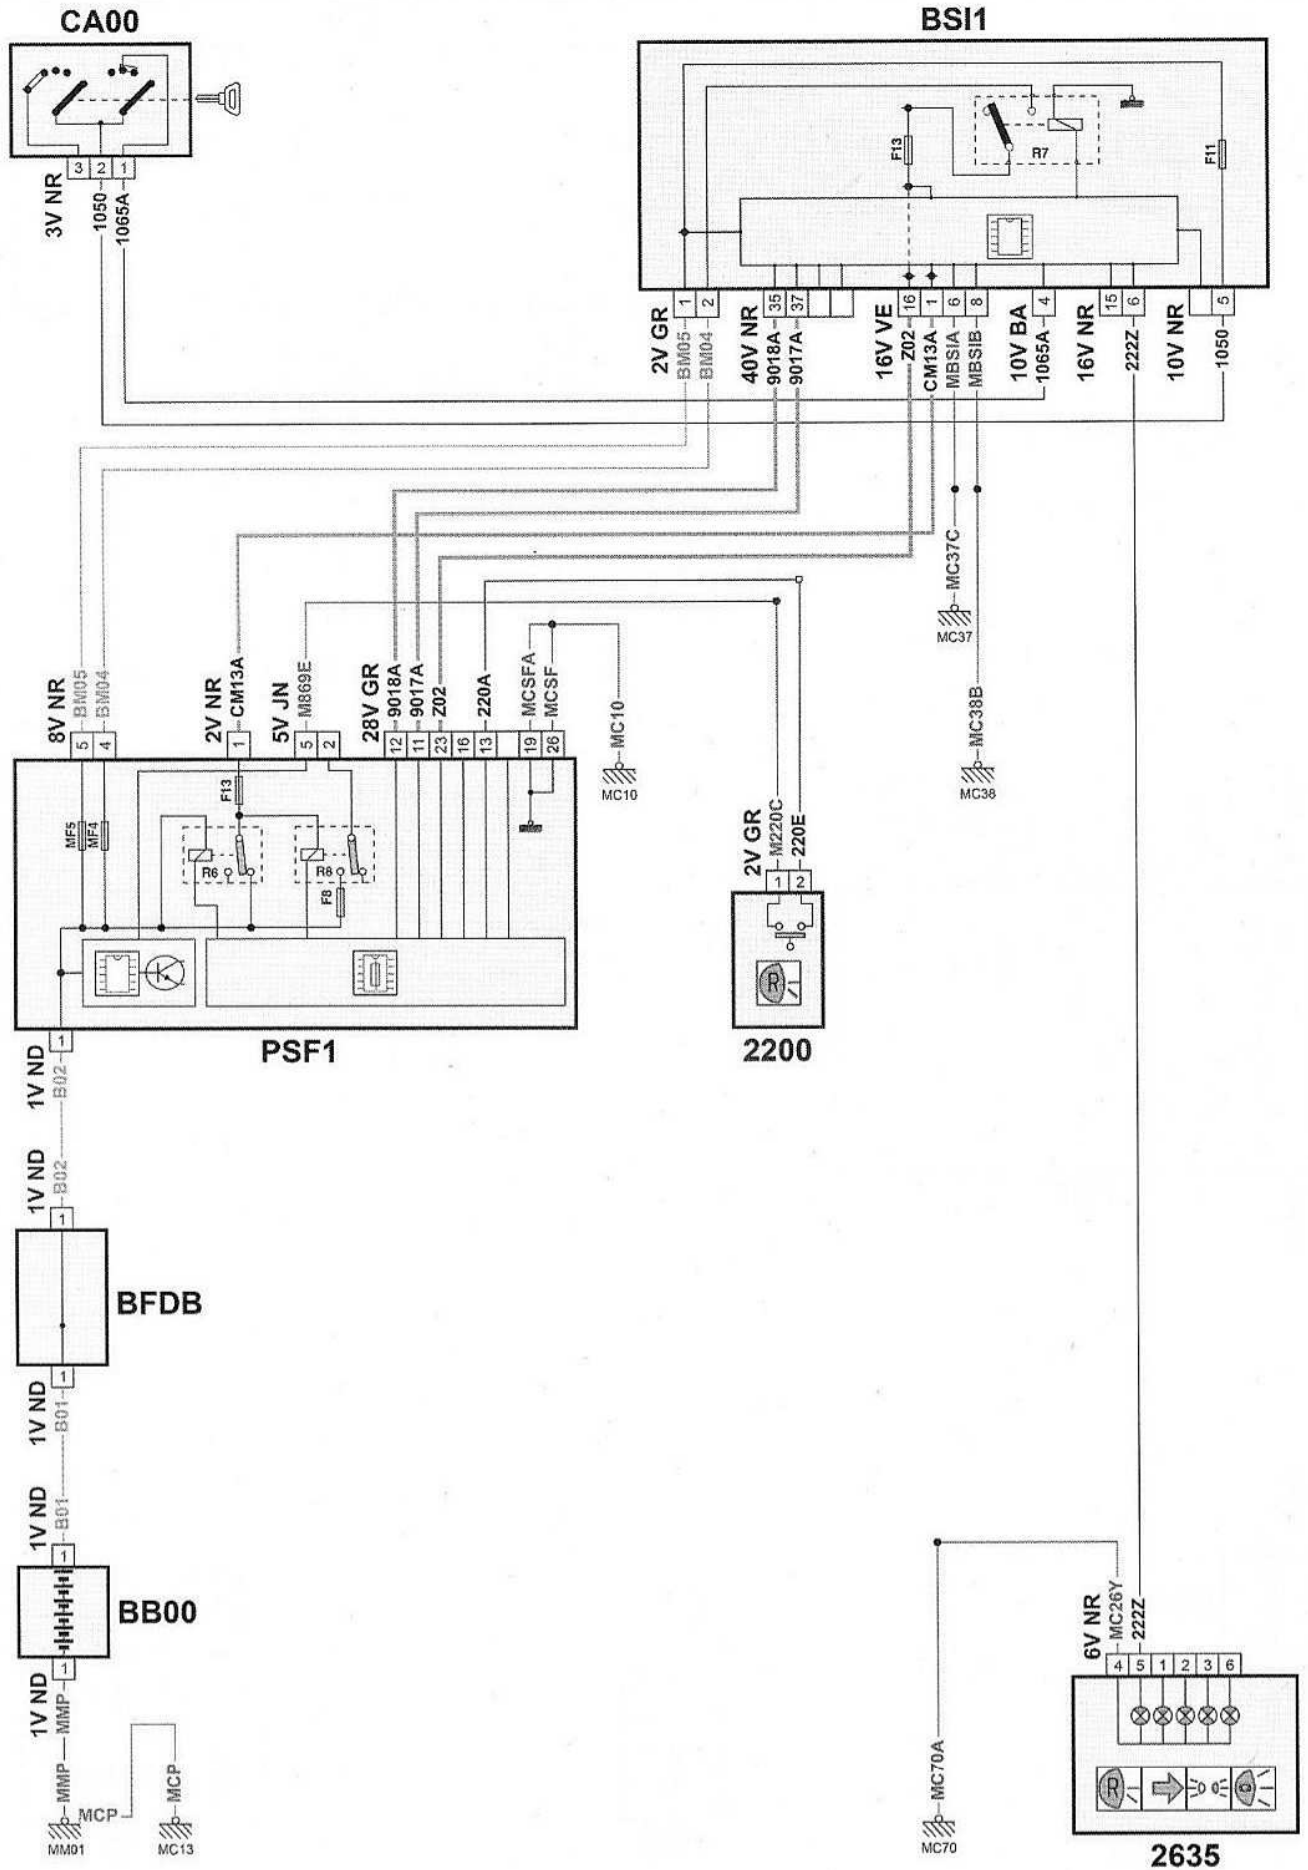 CA00
BSI1
R7
F13
F11
3 2 1
3V NR
1050
1065A
1 2 35 37 16 1 6 8 4 15 6 5
2V GR
BM05
BM04
40V NR
9018A
9017A
16V VE
Z02
CM13A
MBSIA
MBSIB
10V BA
1065A
16V NR
222Z
10V NR
1050
MC37C
MC37
MC38B
MC38
8V NR
BM05
BM04
2V NR
CM13A
5V JN
M869E
28V GR
9018A
9017A
Z02
220A
MCSFA
MCSF
MC10
MC10
5 4 1 5 2 12 11 23 16 13 19 26
MF5
MF4
F13
R6
R8
F8
PSF1
2V GR
M220C
220E
1 2
R
2200
1
1V ND
B02
1V ND
B02
1
BFDB
1
1V ND
B01
1V ND
B01
1
BB00
1
1V ND
MMP
MMP
MCP
MCP
MM01
MC13
MC70A
MC70
6V NR
MC26Y
222Z
4 5 1 2 3 6
R
2635